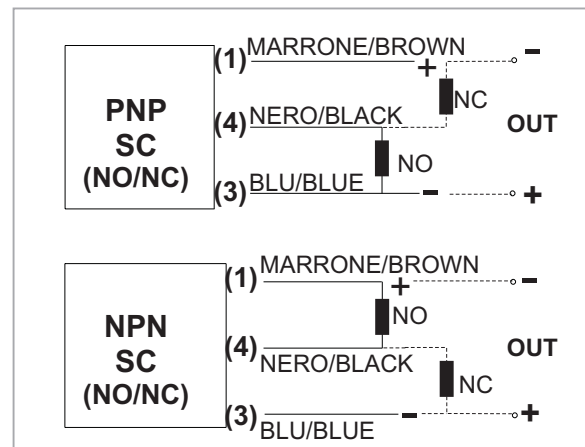 (1) MARRONE/BROWN
+ -
PNP
SC
(NO/NC)
(4) NERO/BLACK
NC
OUT
NO
(3) BLU/BLUE
- +
(1) MARRONE/BROWN
+ -
NO
NPN
SC
(NO/NC)
(4)
NERO/BLACK
OUT
NC
(3)
BLU/BLUE
- +